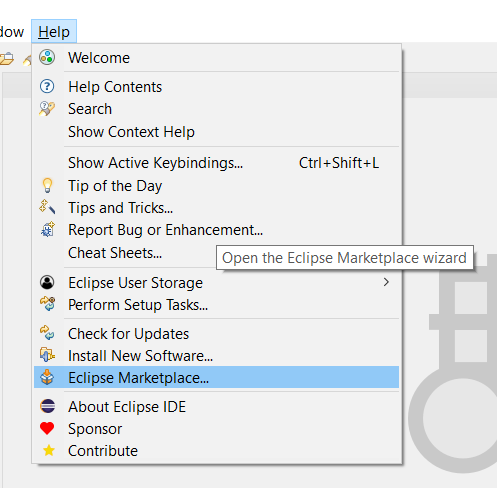 dow Help
Welcome
Help Contents
Search
Show Context Help
Show Active Keybindings... Ctrl+Shift+L
Tip of the Day
Tips and Tricks...
Report Bug or Enhancement...
Cheat Sheets...
Open the Eclipse Marketplace wizard
Eclipse User Storage
Perform Setup Tasks...
Check for Updates
Install New Software...
Eclipse Marketplace...
About Eclipse IDE
Sponsor
Contribute